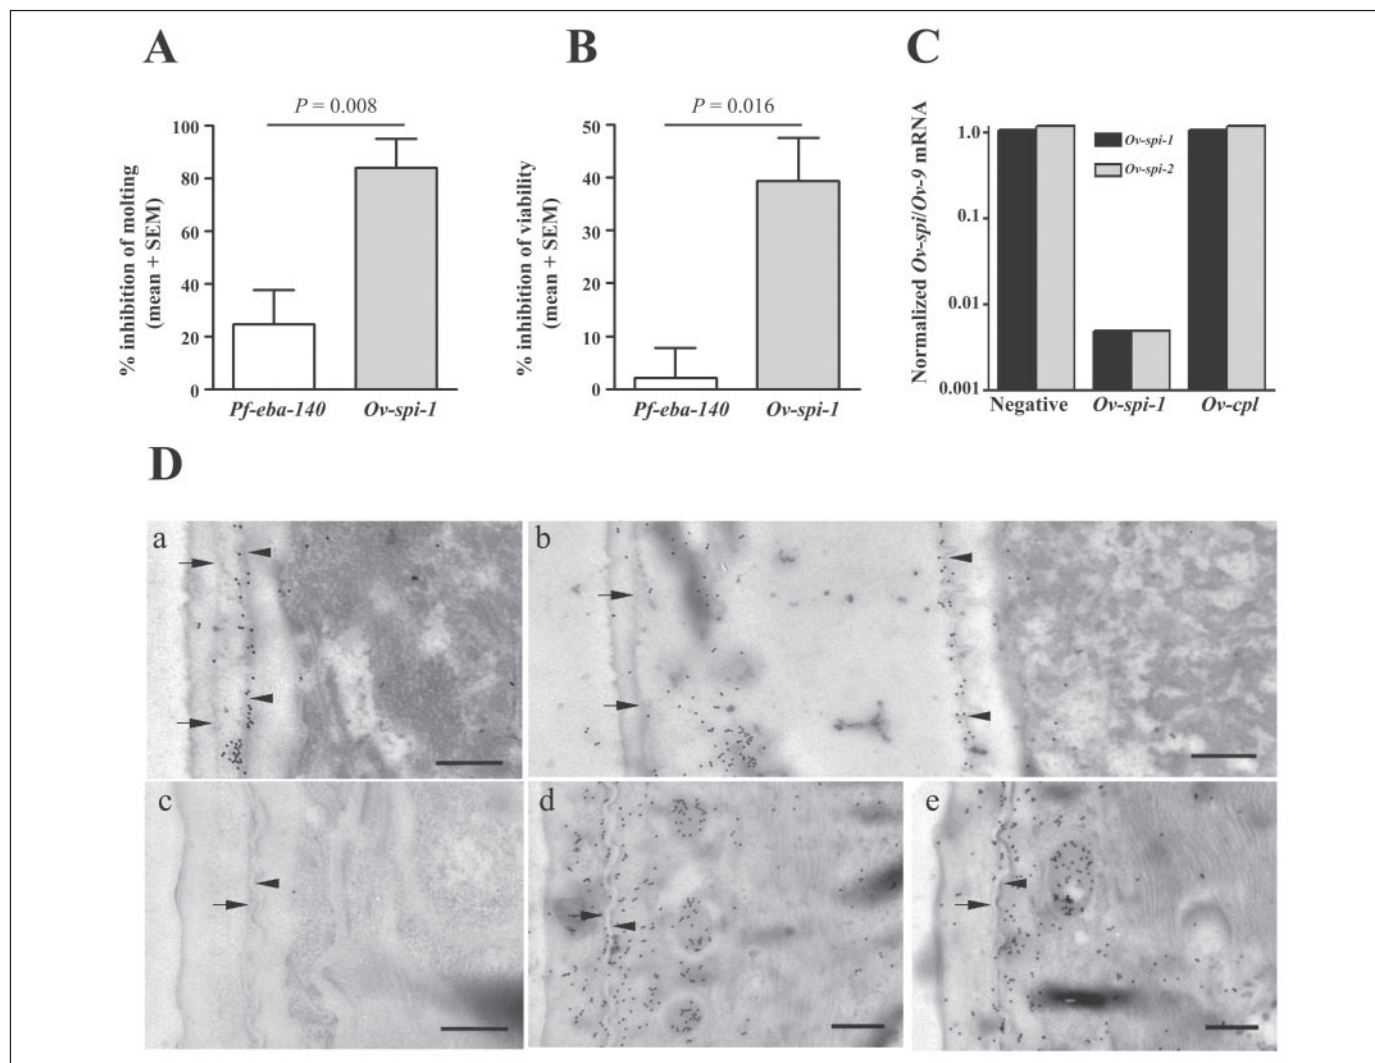 A
P = 0.008
% inhibition of molting
(mean + SEM)
100
80
60
40
20
0
Pf-eba-140
Ov-spi-1
B
P = 0.016
% inhibition of viability
(mean + SEM)
50
40
30
20
10
0
Pf-eba-140
Ov-spi-1
C
Normalized Ov-spi/Ov-9 mRNA
1.0
0.1
0.01
0.001
Ov-spi-1
Ov-spi-2
Negative
Ov-spi-1
Ov-cpl
D
a
b
c
d
e